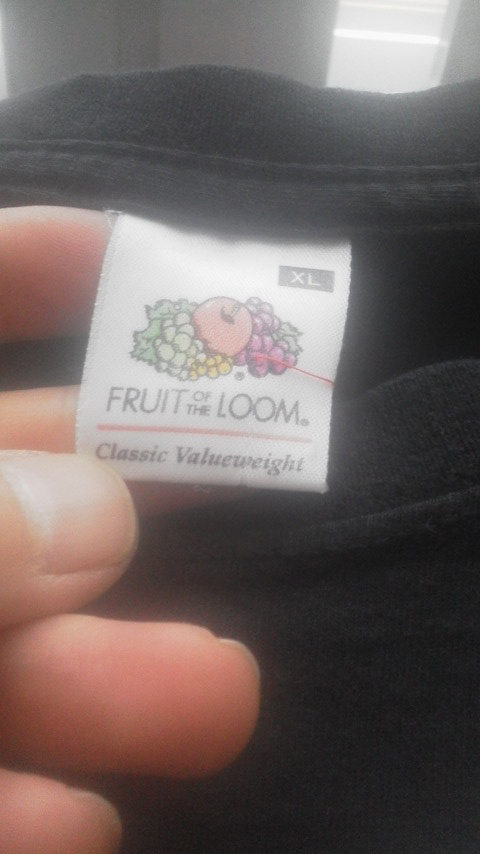 XL
FRUIT OF THE LOOM®
Classic Valueweight